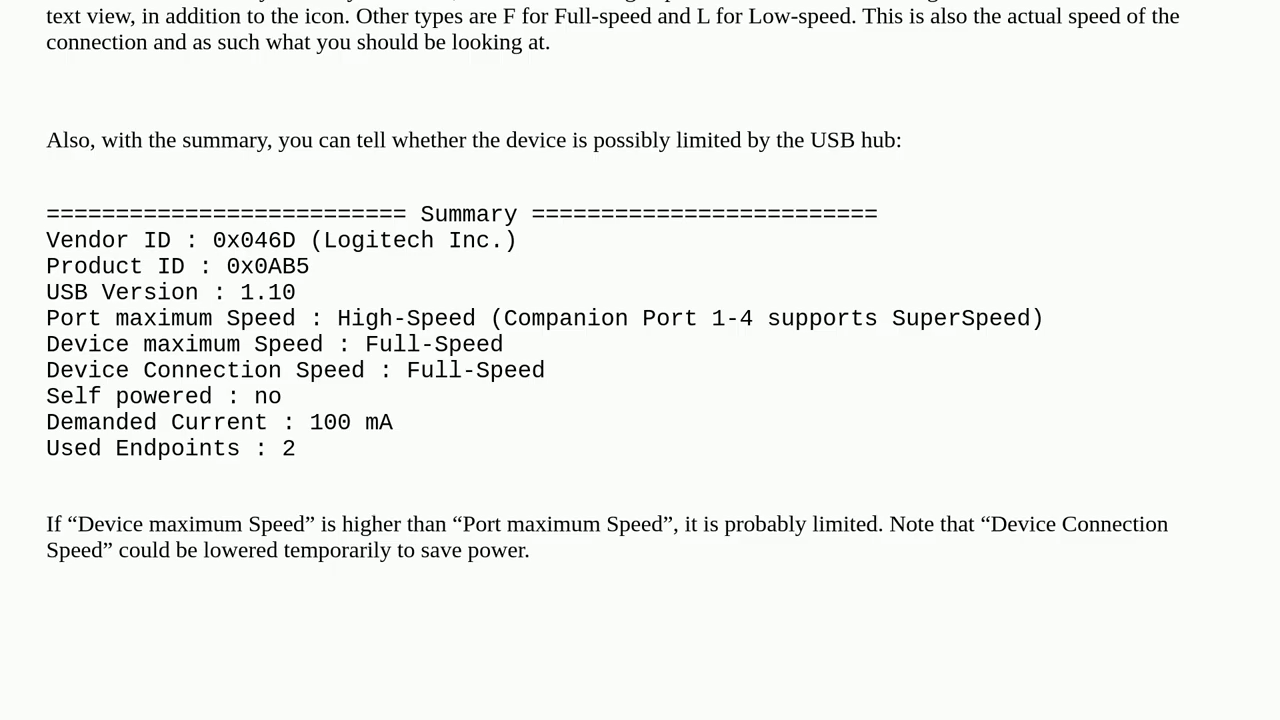 text view, in addition to the icon. Other types are F for Full-speed and L for Low-speed. This is also the actual speed of the
connection and as such what you should be looking at.
Also, with the summary, you can tell whether the device is possibly limited by the USB hub:
========================== Summary =========================
Vendor ID : 0x046D (Logitech Inc.)
Product ID : 0x0AB5
USB Version : 1.10
Port maximum Speed : High-Speed (Companion Port 1-4 supports SuperSpeed)
Device maximum Speed : Full-Speed
Device Connection Speed : Full-Speed
Self powered : no
Demanded Current : 100 mA
Used Endpoints : 2
If “Device maximum Speed” is higher than “Port maximum Speed”, it is probably limited. Note that “Device Connection
Speed” could be lowered temporarily to save power.